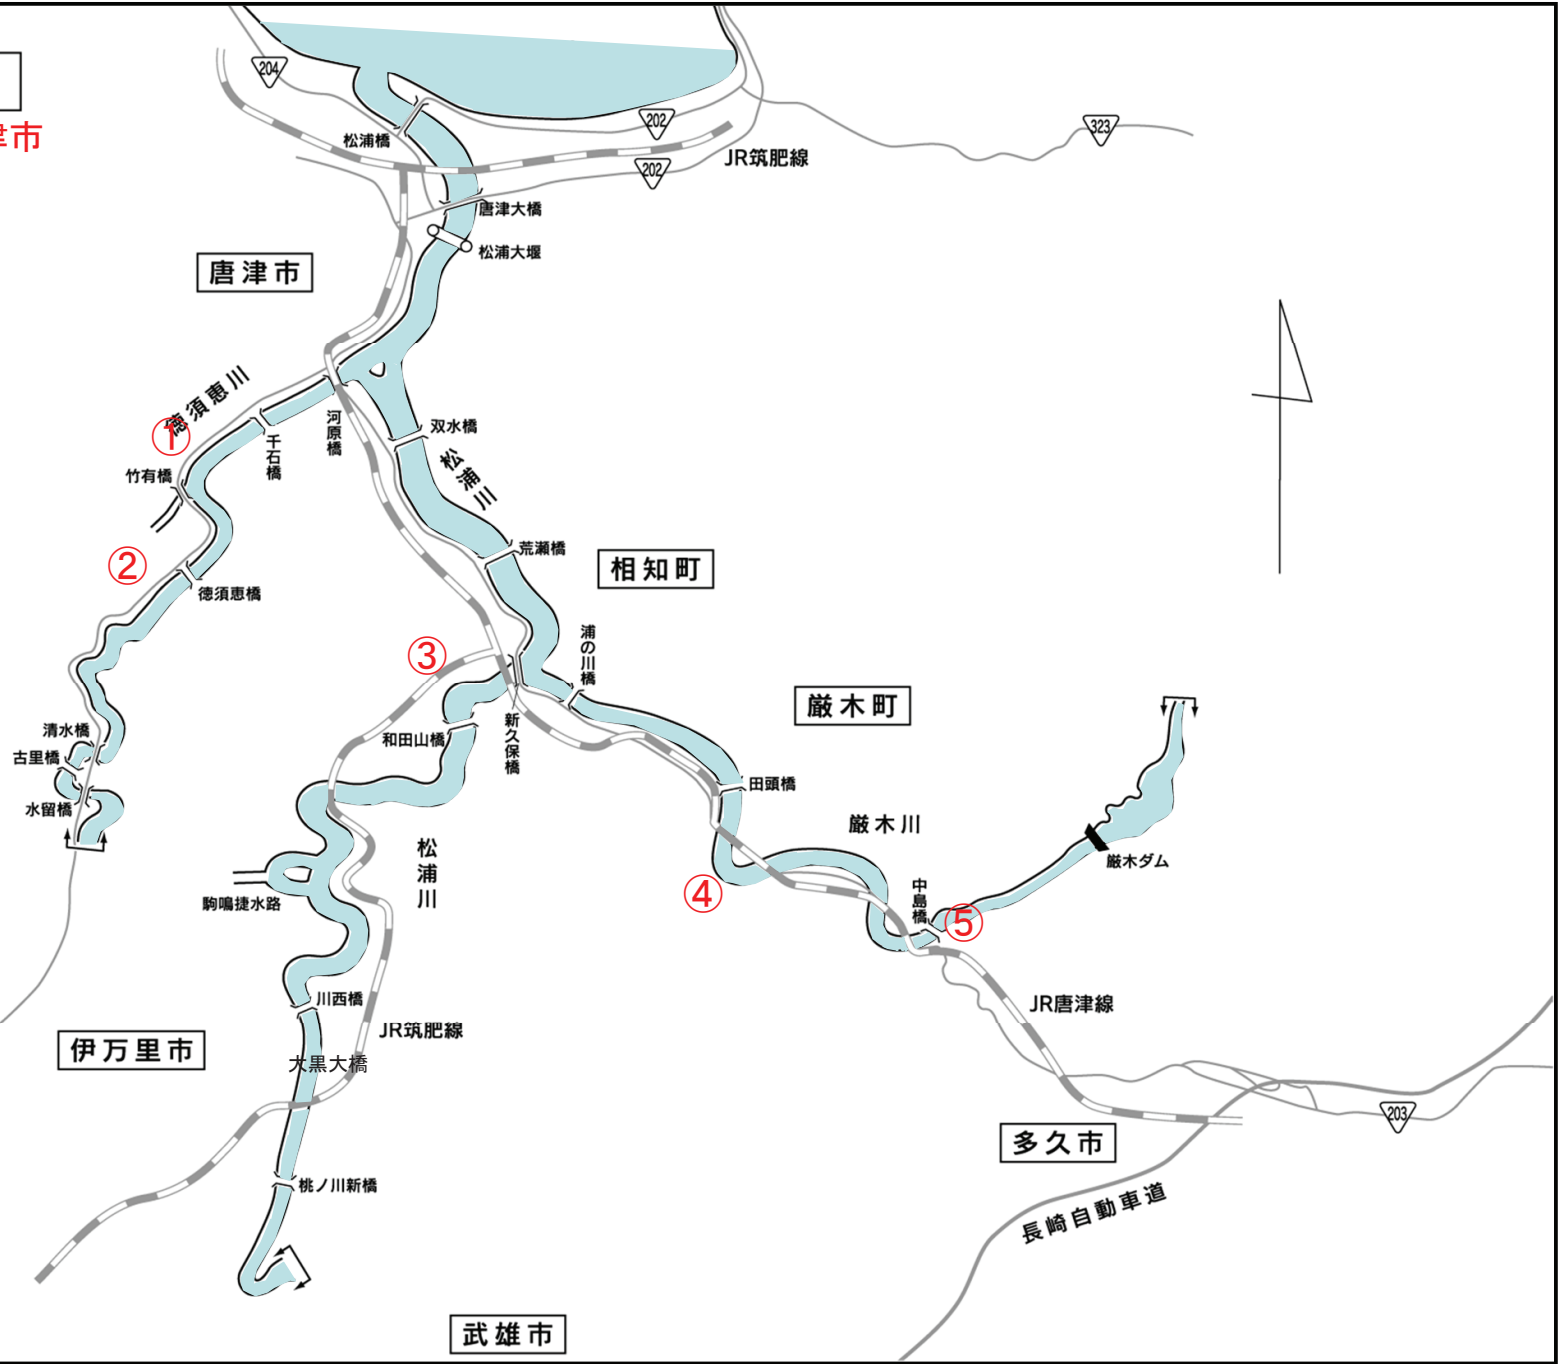 204
津市
松浦橋
202
323
JR筑肥線
202
唐津大橋
松浦大堰
唐津市
徳須恵川
①
河原橋
千石橋
双水橋
松浦川
竹有橋
②
徳須恵橋
荒瀬橋
相知町
③
浦の川橋
厳木町
新久保橋
和田山橋
清水橋
古里橋
水留橋
田頭橋
厳木川
厳木ダム
松浦川
④
中島橋
⑤
駒鳴捷水路
川西橋
JR筑肥線
JR唐津線
伊万里市
大黒大橋
203
多久市
桃ノ川新橋
長崎自動車道
武雄市